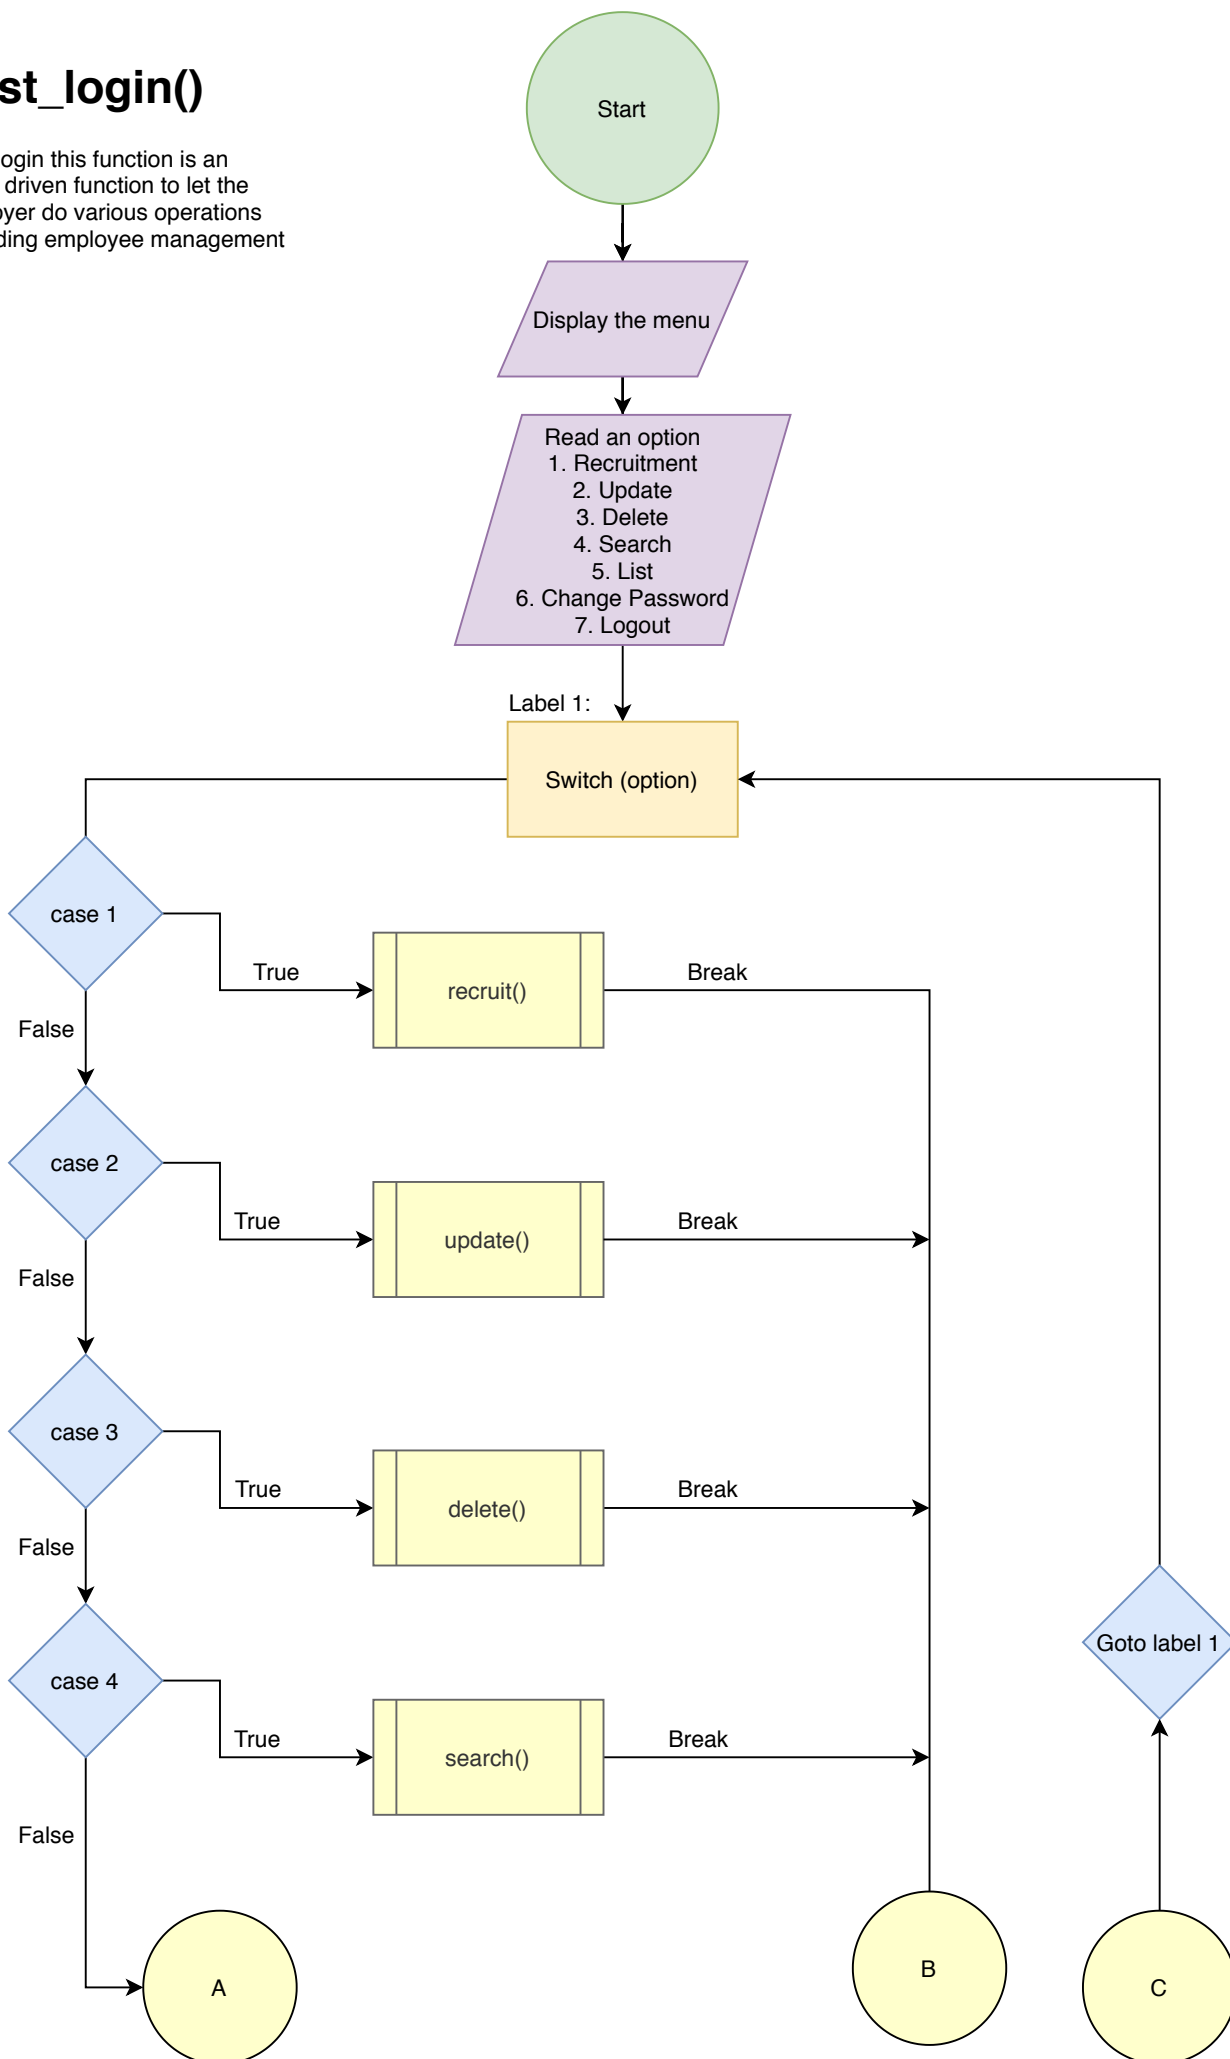 st_login()
ogin this function is an
driven function to let the
oyer do various operations
ding employee management
Start
Display the menu
Read an option
1. Recruitment
2. Update
3. Delete
4. Search
5. List
6. Change Password
7. Logout
Label 1:
Switch (option)
case 1
True
recruit()
Break
False
case 2
True
update()
Break
False
case 3
True
delete()
Break
False
case 4
True
search()
Break
False
Goto label 1
A
B
C